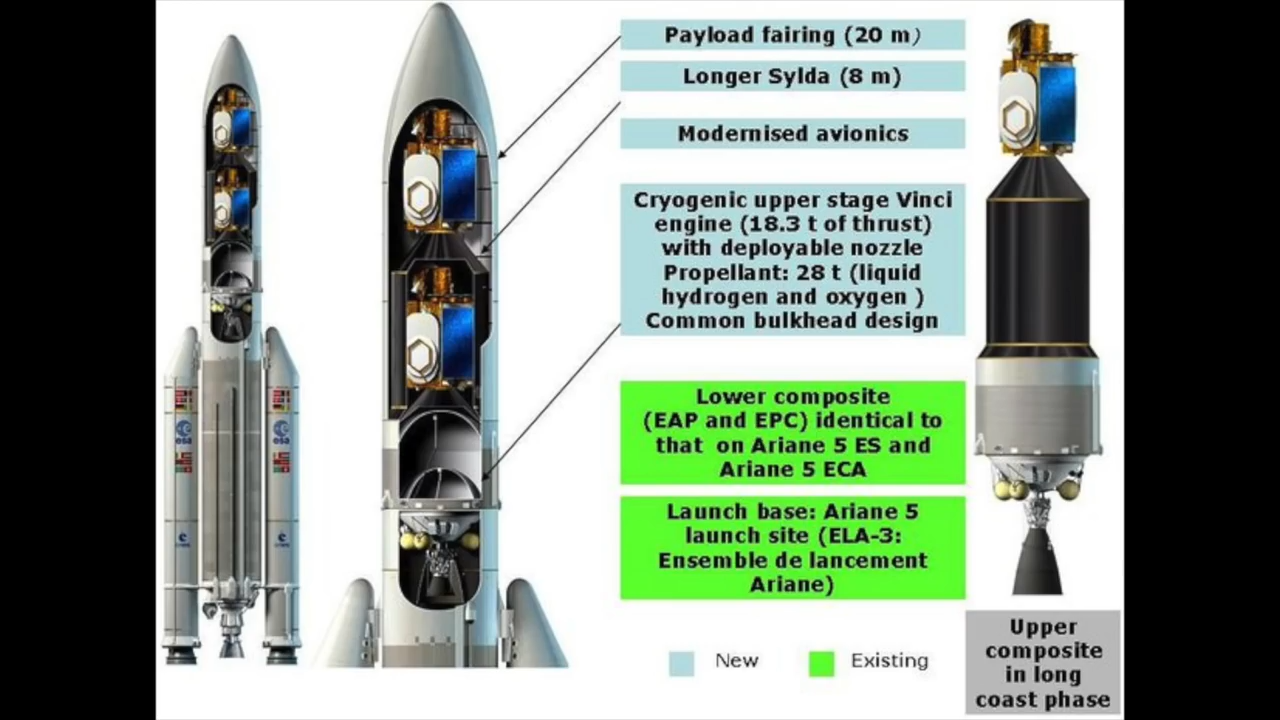 Payload fairing (20 m)
Longer Sylda (8 m)
Modernised avionics
Cryogenic upper stage Vinci
engine (18.3 t of thrust)
with deployable nozzle
Propellant: 28 t (liquid
hydrogen and oxygen )
Common bulkhead design
Lower composite
(EAP and EPC) identical to
that on Ariane 5 ES and
Ariane 5 ECA
Launch base: Ariane 5
launch site (ELA-3:
Ensemble de lancement
Ariane)
New
Existing
Upper
composite
in long
coast phase
esa
esa